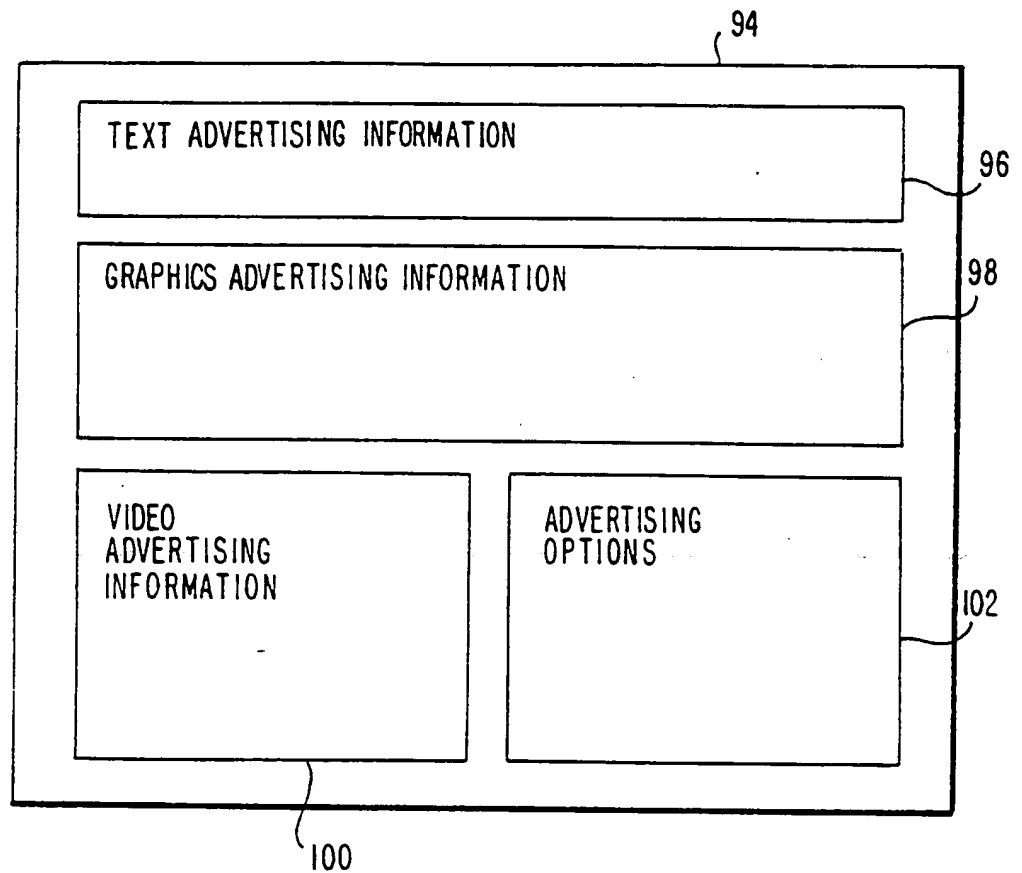 94
TEXT ADVERTISING INFORMATION
96
GRAPHICS ADVERTISING INFORMATION
98
VIDEO
ADVERTISING
INFORMATION
ADVERTISING
OPTIONS
102
100